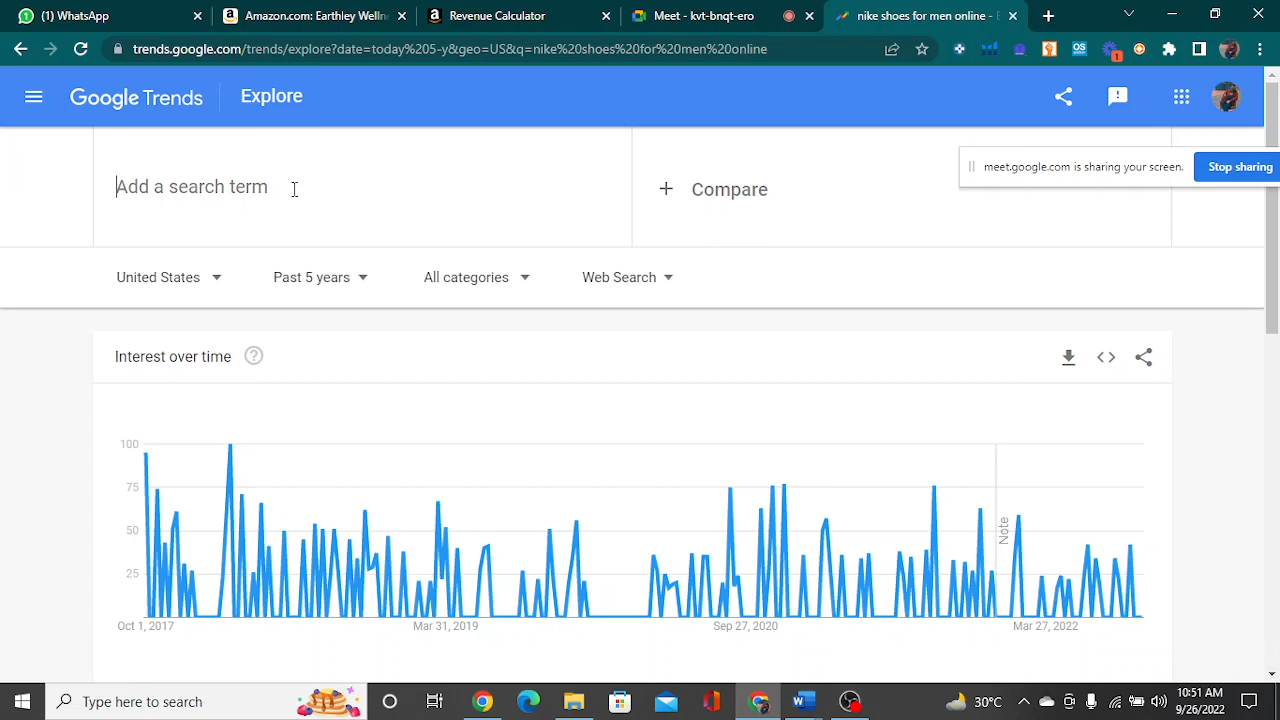 (1) WhatsApp
Amazon.com: Earthley Welln
Revenue Calculator
Meet - kvt-bnqt-ero
nike shoes for men online - E
trends.google.com/trends/explore?date=today%205-y&geo=US&q=nike%20shoes%20for%20men%20online
OS
1
Google Trends
Explore
meet.google.com is sharing your screen.
Stop sharing
Add a search term
+ Compare
United States
Past 5 years
All categories
Web Search
Interest over time
?
100
75
50
25
Note
Oct 1, 2017
Mar 31, 2019
Sep 27, 2020
Mar 27, 2022
Type here to search
30°C
10:51 AM
9/26/2022